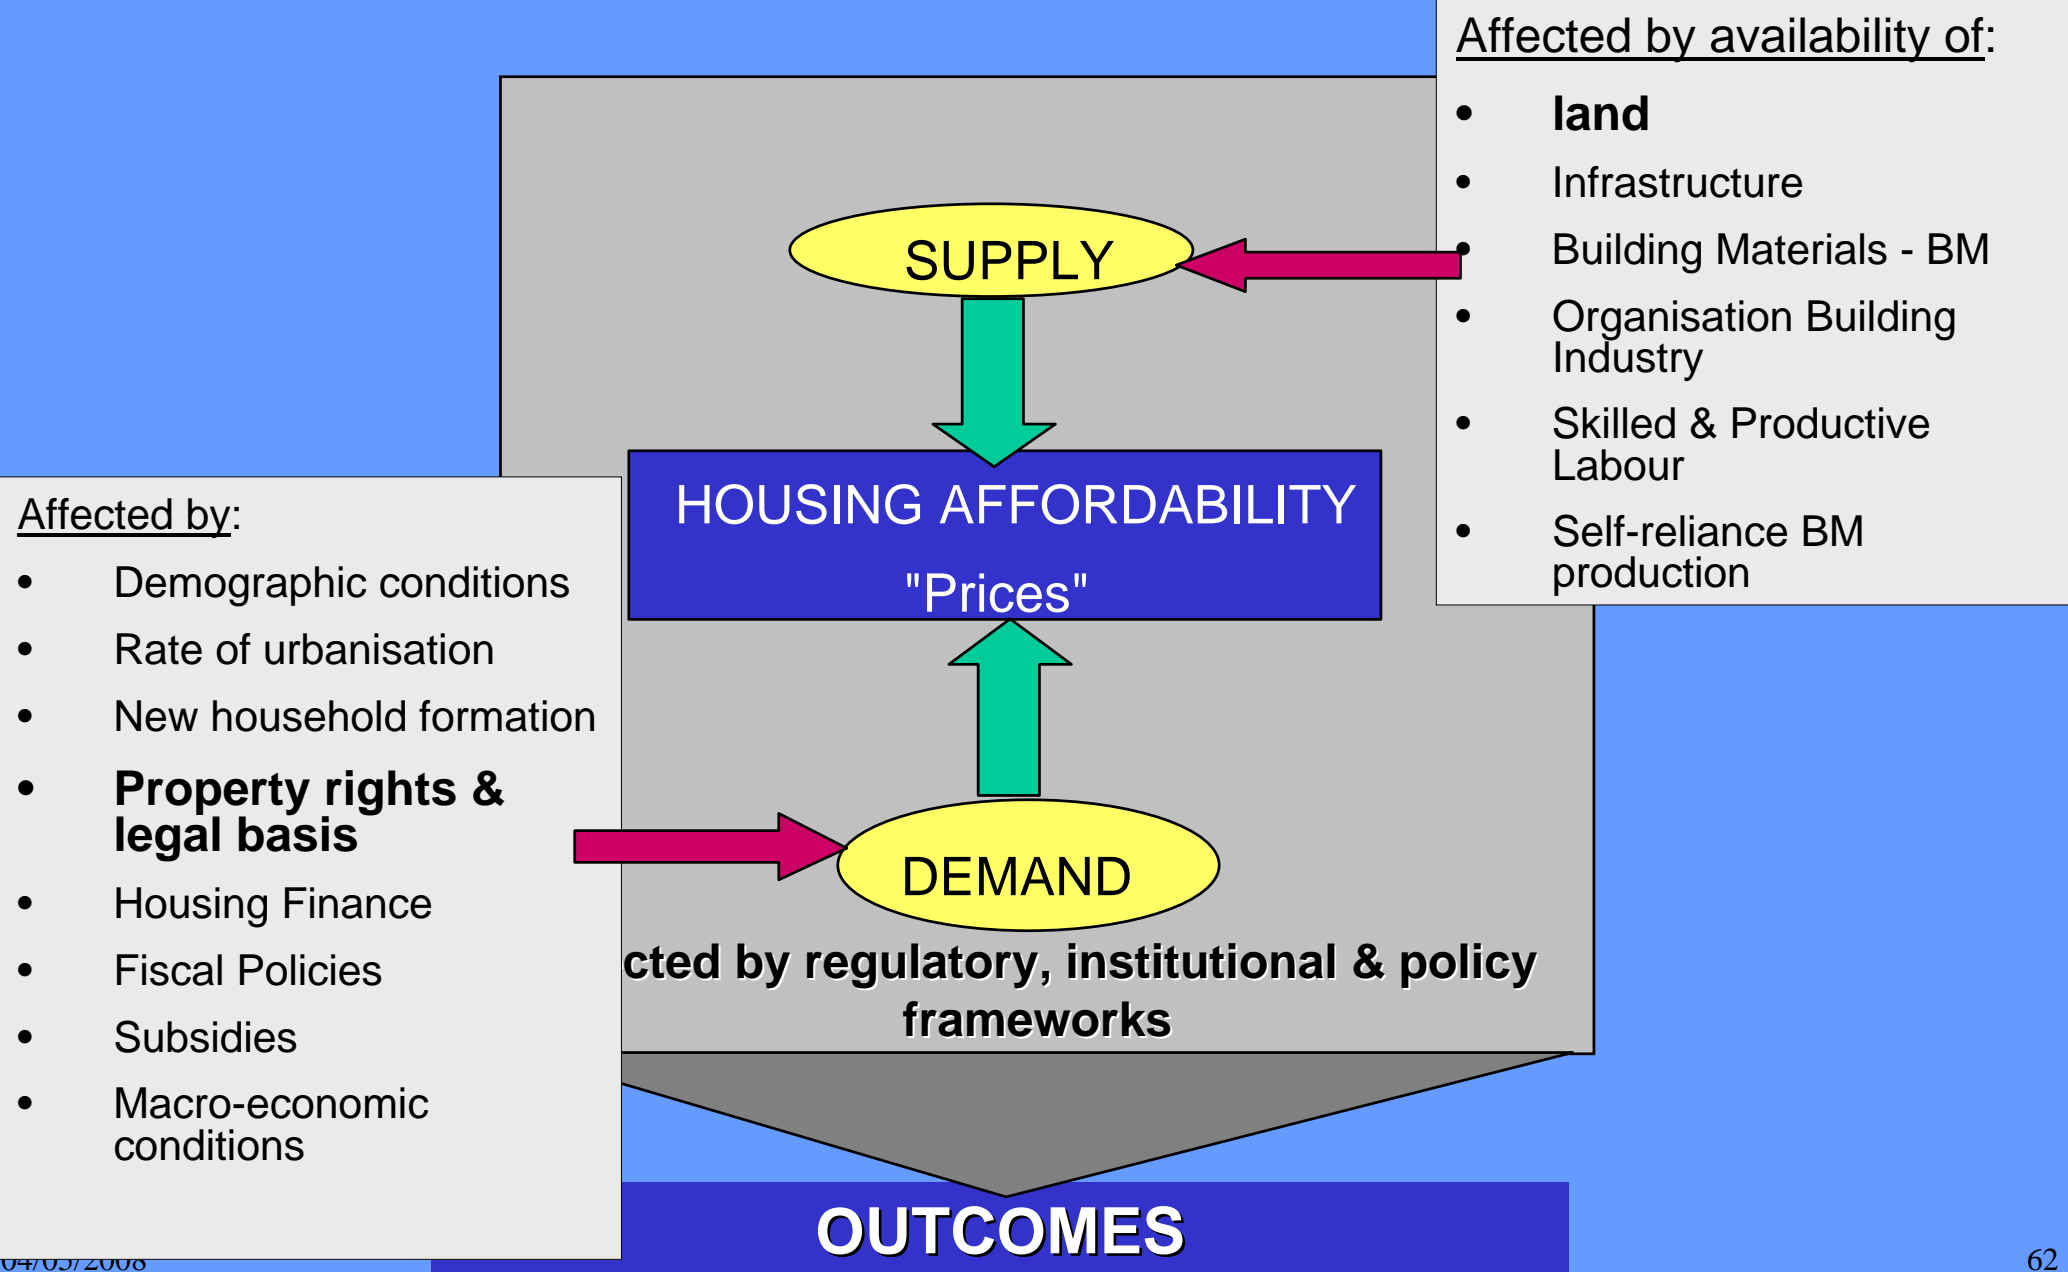 Affected by availability of:
• land
• Infrastructure
• Building Materials - BM
• Organisation Building
Industry
• Skilled & Productive
Labour
• Self-reliance BM
production
SUPPLY
HOUSING AFFORDABILITY
"Prices"
Affected by:
• Demographic conditions
• Rate of urbanisation
• New household formation
• Property rights &
legal basis
• Housing Finance
• Fiscal Policies
• Subsidies
• Macro-economic
conditions
DEMAND
cted by regulatory, institutional & policy
frameworks
OUTCOMES
62